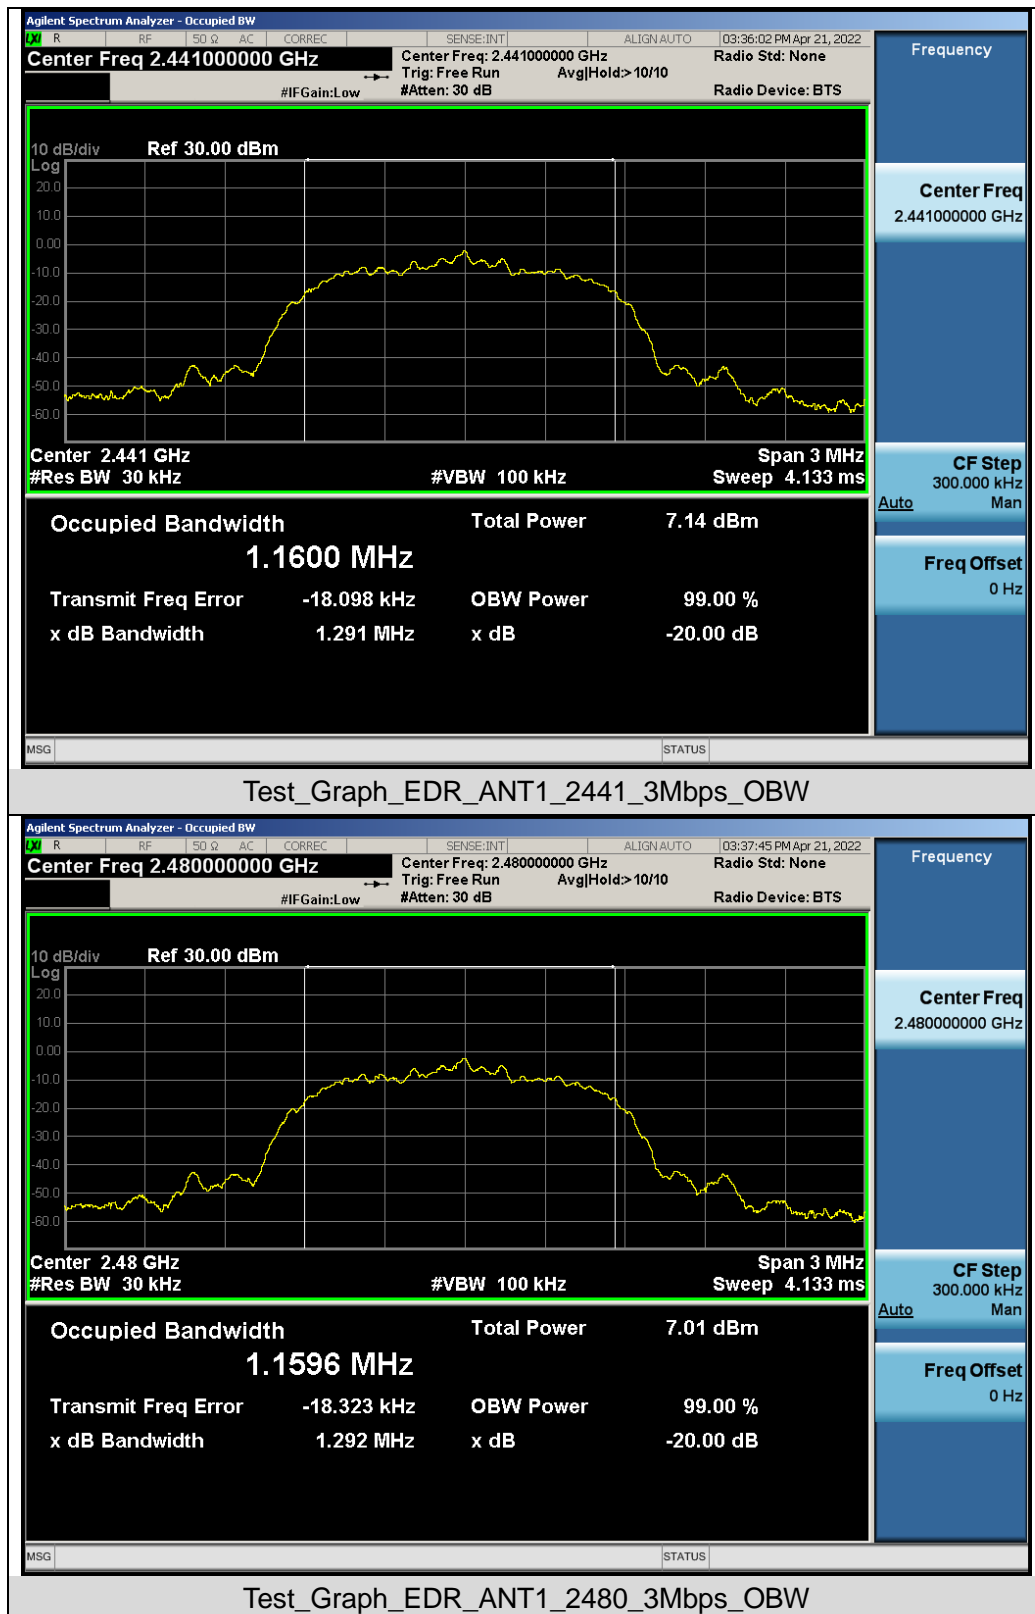 Agilent Spectrum Analyzer - Occupied BW
LXI R RF 50 Ω AC CORREC SENSE:INT ALIGN AUTO 03:36:02 PM Apr 21, 2022
Center Freq 2.441000000 GHz Center Freq: 2.441000000 GHz Radio Std: None Frequency
Trig: Free Run Avg|Hold:> 10/10
#IFGain:Low #Atten: 30 dB Radio Device: BTS
10 dB/div Ref 30.00 dBm
Log
20.0
10.0
0.00
-10.0
-20.0
-30.0
-40.0
-50.0
-60.0
Center Freq
2.441000000 GHz
Center 2.441 GHz Span 3 MHz
#Res BW 30 kHz #VBW 100 kHz Sweep 4.133 ms
CF Step
300.000 kHz
Auto Man
Freq Offset
0 Hz
Occupied Bandwidth Total Power 7.14 dBm
1.1600 MHz
Transmit Freq Error -18.098 kHz OBW Power 99.00 %
x dB Bandwidth 1.291 MHz x dB -20.00 dB
MSG STATUS
Test_Graph_EDR_ANT1_2441_3Mbps_OBW
Agilent Spectrum Analyzer - Occupied BW
LXI R RF 50 Ω AC CORREC SENSE:INT ALIGN AUTO 03:37:45 PM Apr 21, 2022
Center Freq 2.480000000 GHz Center Freq: 2.480000000 GHz Radio Std: None Frequency
Trig: Free Run Avg|Hold:> 10/10
#IFGain:Low #Atten: 30 dB Radio Device: BTS
10 dB/div Ref 30.00 dBm
Log
20.0
10.0
0.00
-10.0
-20.0
-30.0
-40.0
-50.0
-60.0
Center Freq
2.480000000 GHz
Center 2.48 GHz Span 3 MHz
#Res BW 30 kHz #VBW 100 kHz Sweep 4.133 ms
CF Step
300.000 kHz
Auto Man
Freq Offset
0 Hz
Occupied Bandwidth Total Power 7.01 dBm
1.1596 MHz
Transmit Freq Error -18.323 kHz OBW Power 99.00 %
x dB Bandwidth 1.292 MHz x dB -20.00 dB
MSG STATUS
Test_Graph_EDR_ANT1_2480_3Mbps_OBW